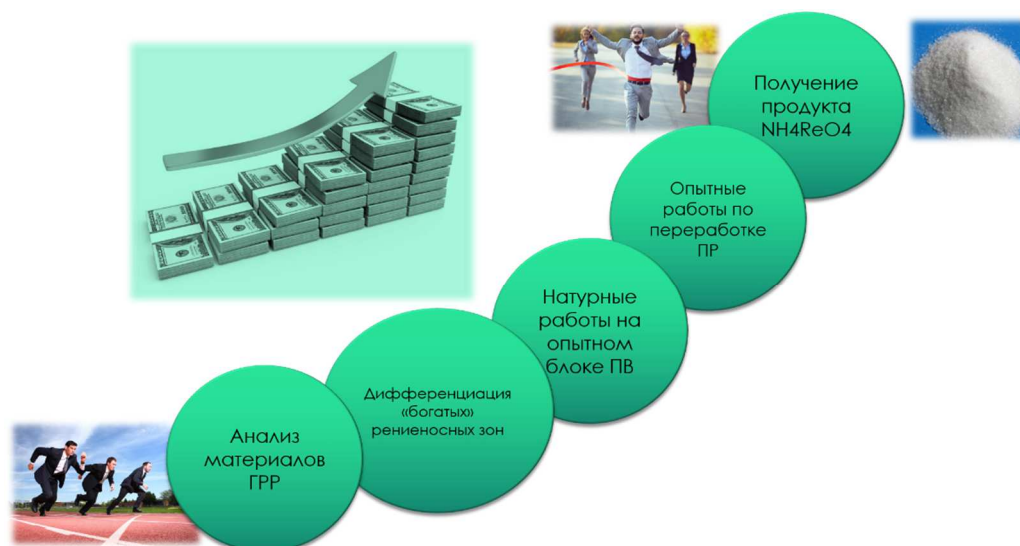 Получение
продукта
NH4ReO4
Опытные
работы по
переработке
ПР
Натурные
работы на
опытном
блоке ПВ
Дифференциация
«богатых»
рениеносных зон
Анализ
материалов
ГРР